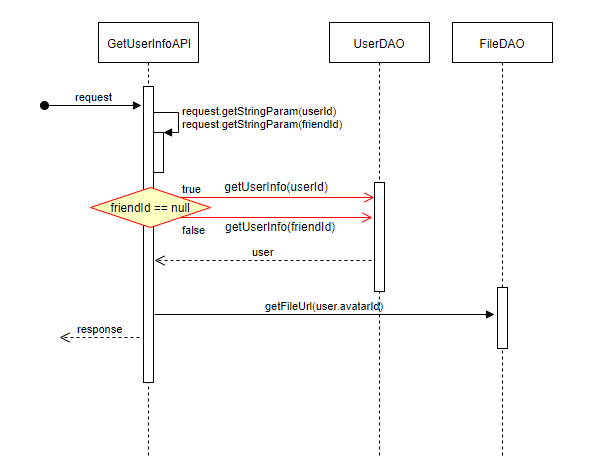 GetUserInfoAPI
UserDAO
FileDAO
request
request.getStringParam(userId)
request.getStringParam(friendId)
true
getUserInfo(userId)
friendId == null
false
getUserInfo(friendId)
user
getFileUrl(user.avatarId)
response